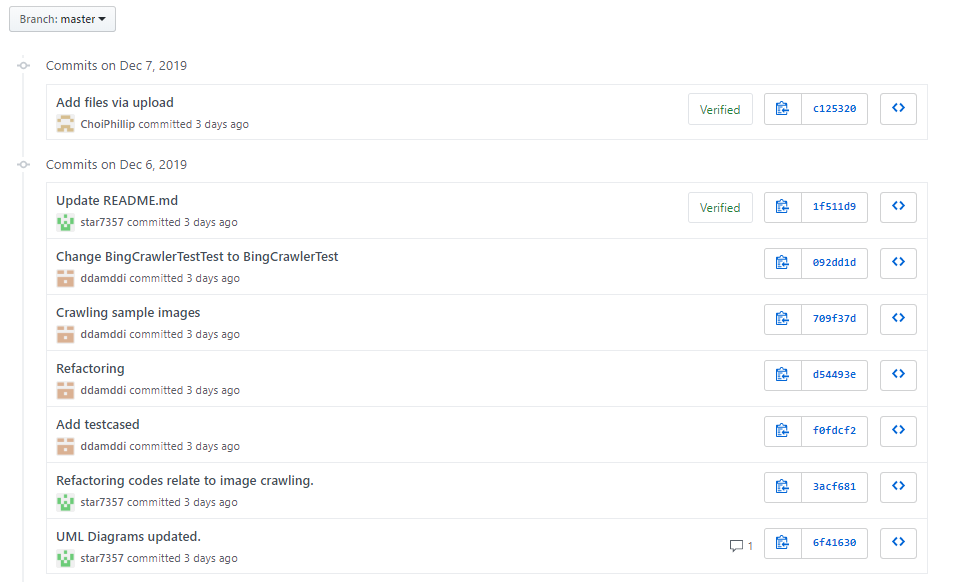 Branch: master
Commits on Dec 7, 2019
Add files via upload
Verified
c125320
ChoiPhillip committed 3 days ago
Commits on Dec 6, 2019
Update README.md
Verified
1f511d9
star7357 committed 3 days ago
Change BingCrawlerTestTest to BingCrawlerTest
092dd1d
ddamddi committed 3 days ago
Crawling sample images
709f37d
ddamddi committed 3 days ago
Refactoring
d54493e
ddamddi committed 3 days ago
Add testcased
f0fdcf2
ddamddi committed 3 days ago
Refactoring codes relate to image crawling.
3acf681
star7357 committed 3 days ago
UML Diagrams updated.
1
6f41630
star7357 committed 3 days ago